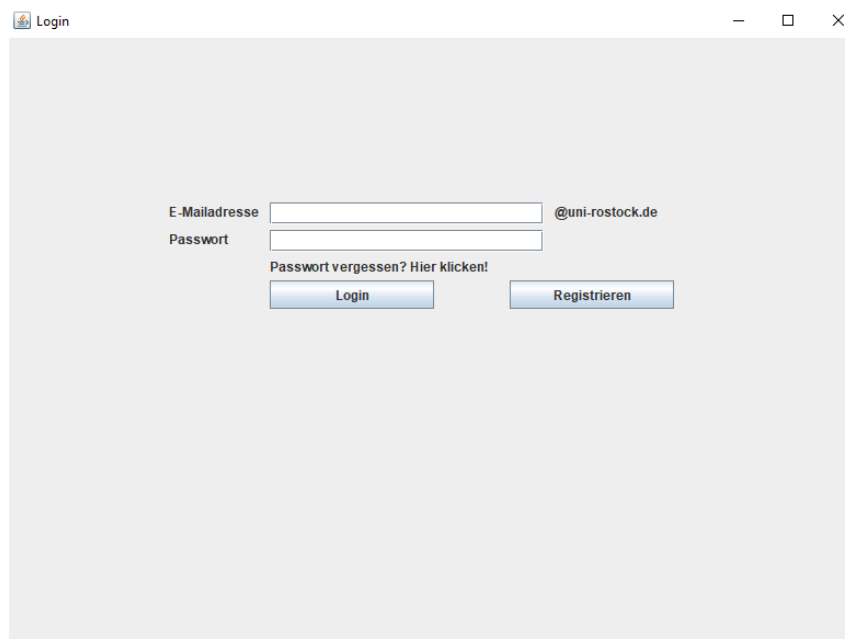 Login
E-Mailadresse @uni-rostock.de
Passwort
Passwort vergessen? Hier klicken!
Login Registrieren